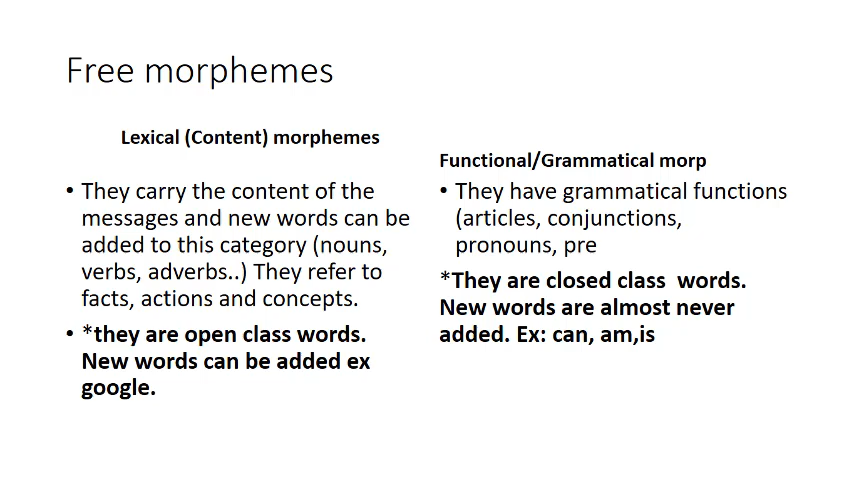 Free morphemes
Lexical (Content) morphemes
• They carry the content of the
messages and new words can be
added to this category (nouns,
verbs, adverbs..) They refer to
facts, actions and concepts.
• *they are open class words.
New words can be added ex
google.
Functional/Grammatical morp
• They have grammatical functions
(articles, conjunctions,
pronouns, pre
*They are closed class words.
New words are almost never
added. Ex: can, am,is